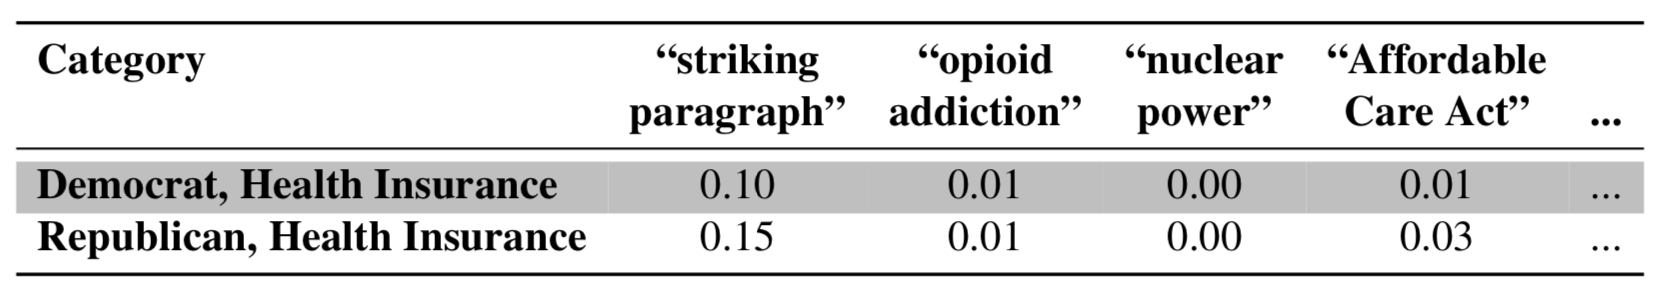 Category “striking “opioid “nuclear “Affordable
paragraph” addiction” power” Care Act” ...
Democrat, Health Insurance 0.10 0.01 0.00 0.01 ...
Republican, Health Insurance 0.15 0.01 0.00 0.03 ...